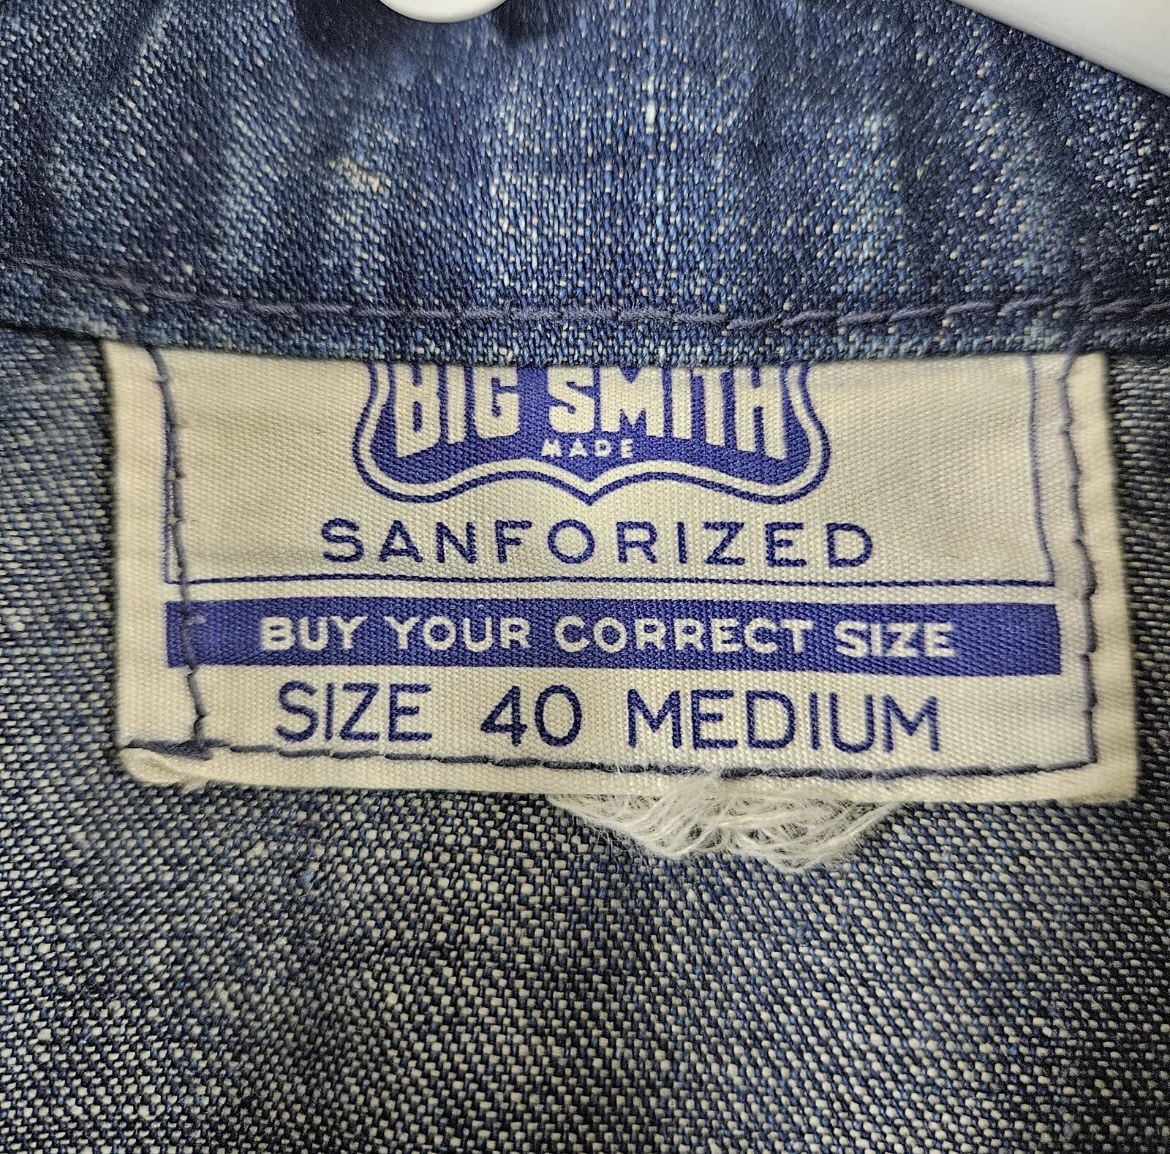 BIG SMITH
MADE
SANFORIZED
BUY YOUR CORRECT SIZE
SIZE 40 MEDIUM